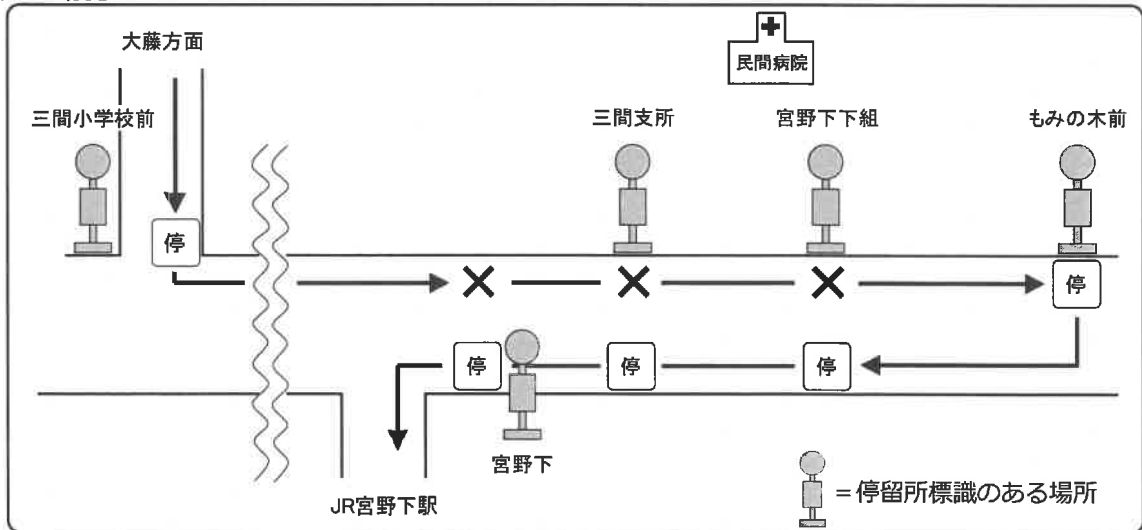 大藤方面
民間病院
三間小学校前
三間支所
宮野下下組
もみの木前
停
停
停
停
停
宮野下
JR宮野下駅
=停留所標識のある場所